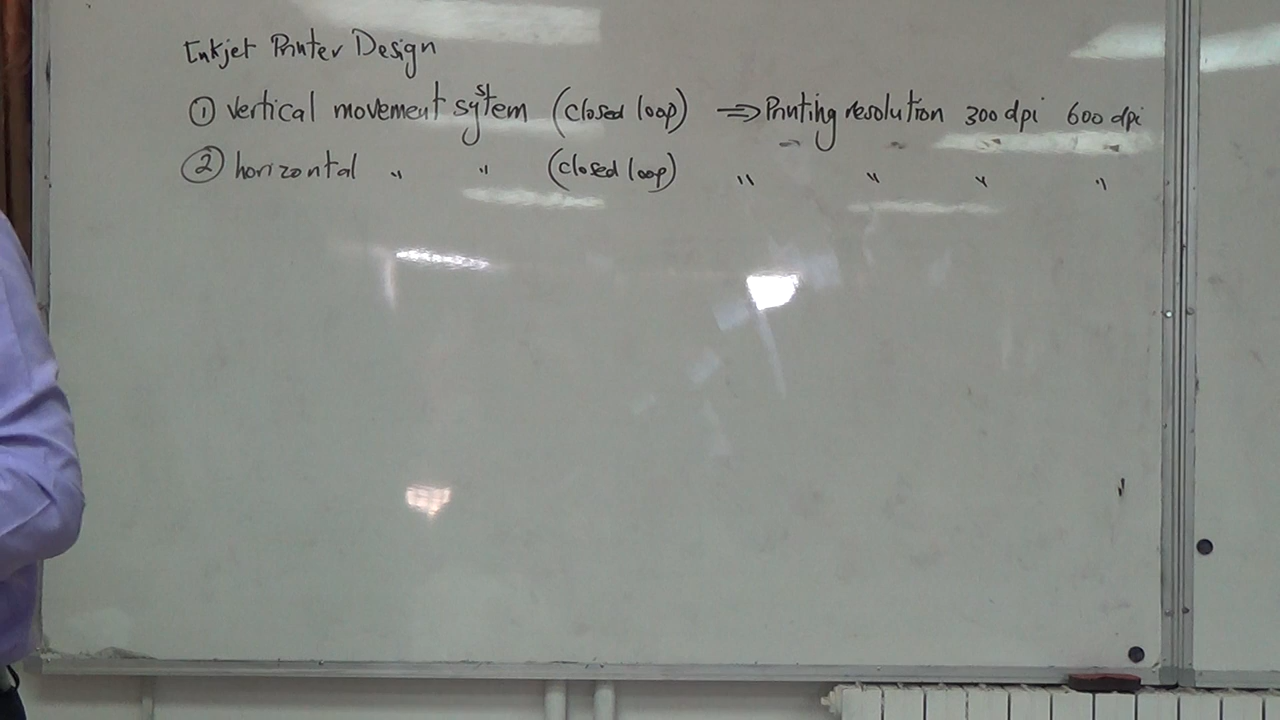 Inkjet Printer Design
① vertical movement system (closed loop) ⇒ Printing resolution 300 dpi 600 dpi
② horizontal " " (closed loop) " " " "